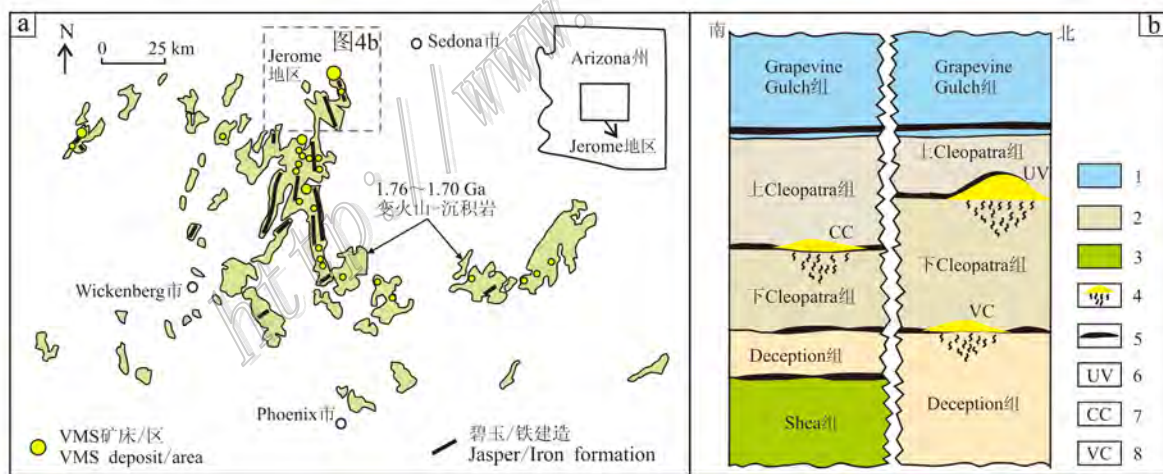 a
N
0 25 km
图4b
Jerome
地区
Sedona市
Arizona州
Jerome地区
1.76～1.70 Ga
变火山-沉积岩
Wickenberg市
Phoenix市
VMS矿床/区
VMS deposit/area
碧玉/铁建造
Jasper/Iron formation
http://www.
b
南
北
Grapevine
Gulch组
上Cleopatra组
CC
下Cleopatra组
Deception组
Shea组
Grapevine
Gulch组
上Cleopatra组
UV
下Cleopatra组
VC
Deception组
1
2
3
4
5
UV 6
CC 7
VC 8